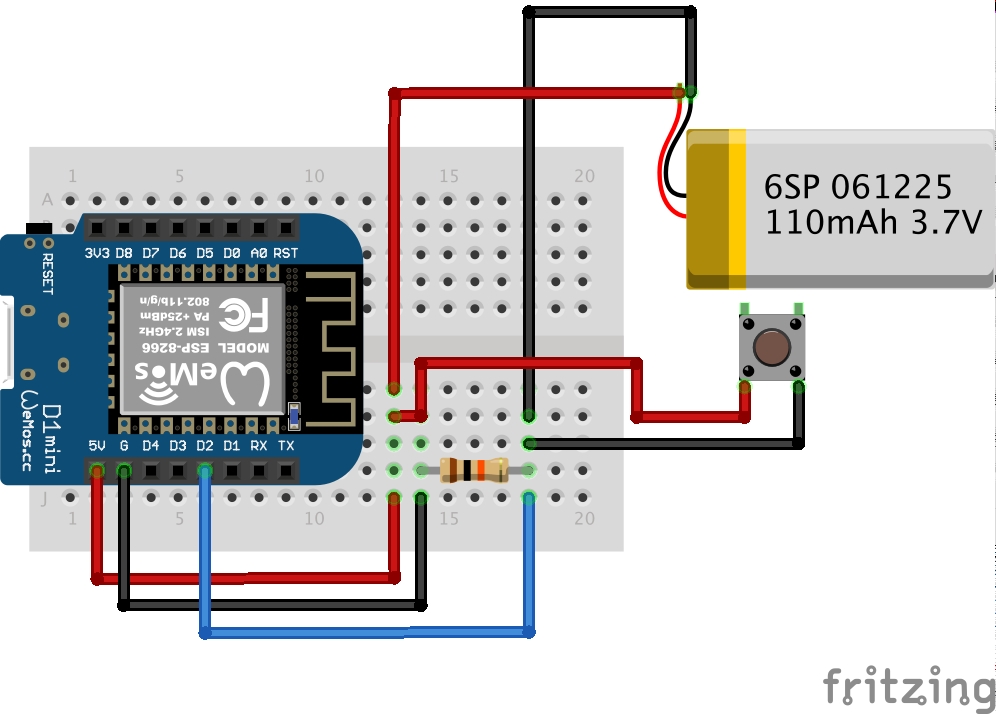 1 5 10 15 20
A
6SP 061225
110mAh 3.7V
3V3 D8 D7 D6 D5 D0 A0 RST
RESET
802.11b/g/n
PA +25dBm
ISM 2.4GHz
MODEL ESP-8266
FC
WeMos
D1 mini
WeMos.cc
5V G D4 D3 D2 D1 RX TX
J
1 5 10 15 20
fritzing